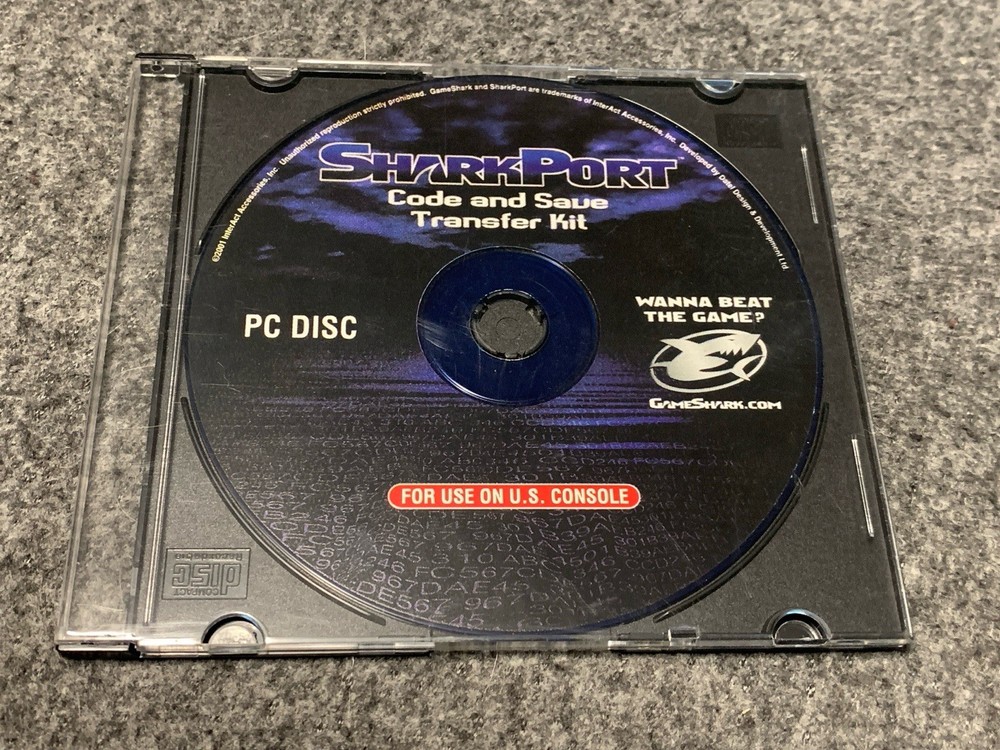 ©2001 InterAct Accessories, Inc. Unauthorized reproduction strictly prohibited. GameShark and SharkPort are trademarks of InterAct Accessories, Inc. Developed by Datel Design & Development Ltd.
SHARKPORT™
Code and Save
Transfer Kit
PC DISC
WANNA BEAT
THE GAME?
GAMESHARK.COM
FOR USE ON U.S. CONSOLE
COMPACT
disc
Recordable